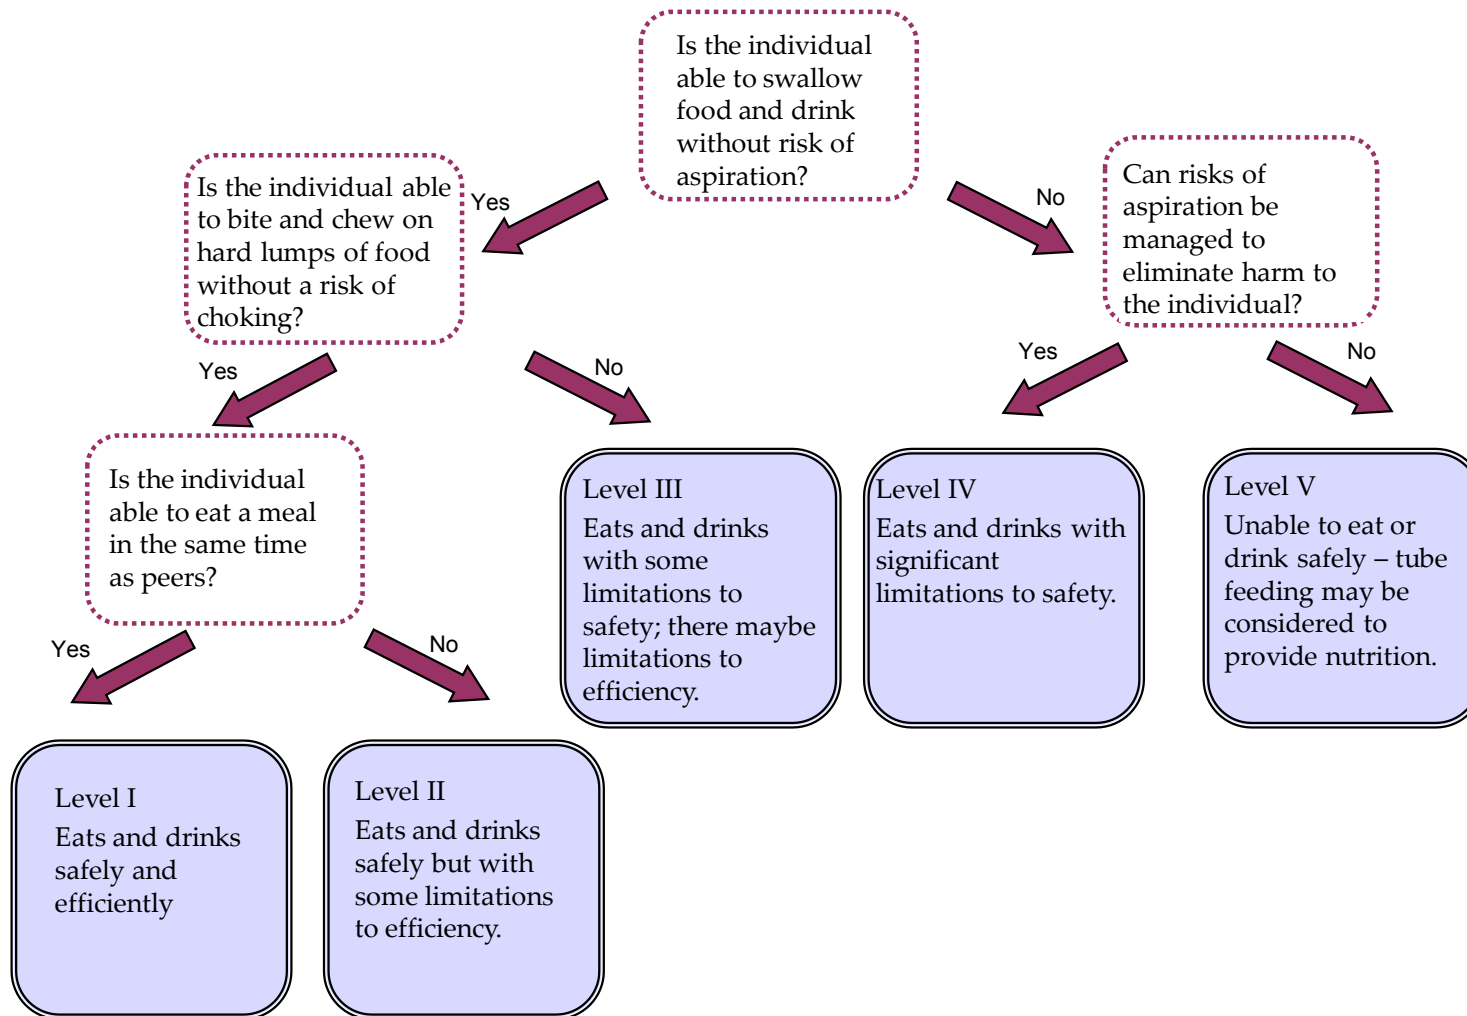 Is the individual
able to swallow
food and drink
without risk of
aspiration?
Yes
No
Is the individual able
to bite and chew on
hard lumps of food
without a risk of
choking?
Can risks of
aspiration be
managed to
eliminate harm to
the individual?
Yes
No
Yes
No
Is the individual
able to eat a meal
in the same time
as peers?
Level III
Eats and drinks
with some
limitations to
safety; there maybe
limitations to
efficiency.
Level IV
Eats and drinks with
significant
limitations to safety.
Level V
Unable to eat or
drink safely – tube
feeding may be
considered to
provide nutrition.
Yes
No
Level I
Eats and drinks
safely and
efficiently
Level II
Eats and drinks
safely but with
some limitations
to efficiency.